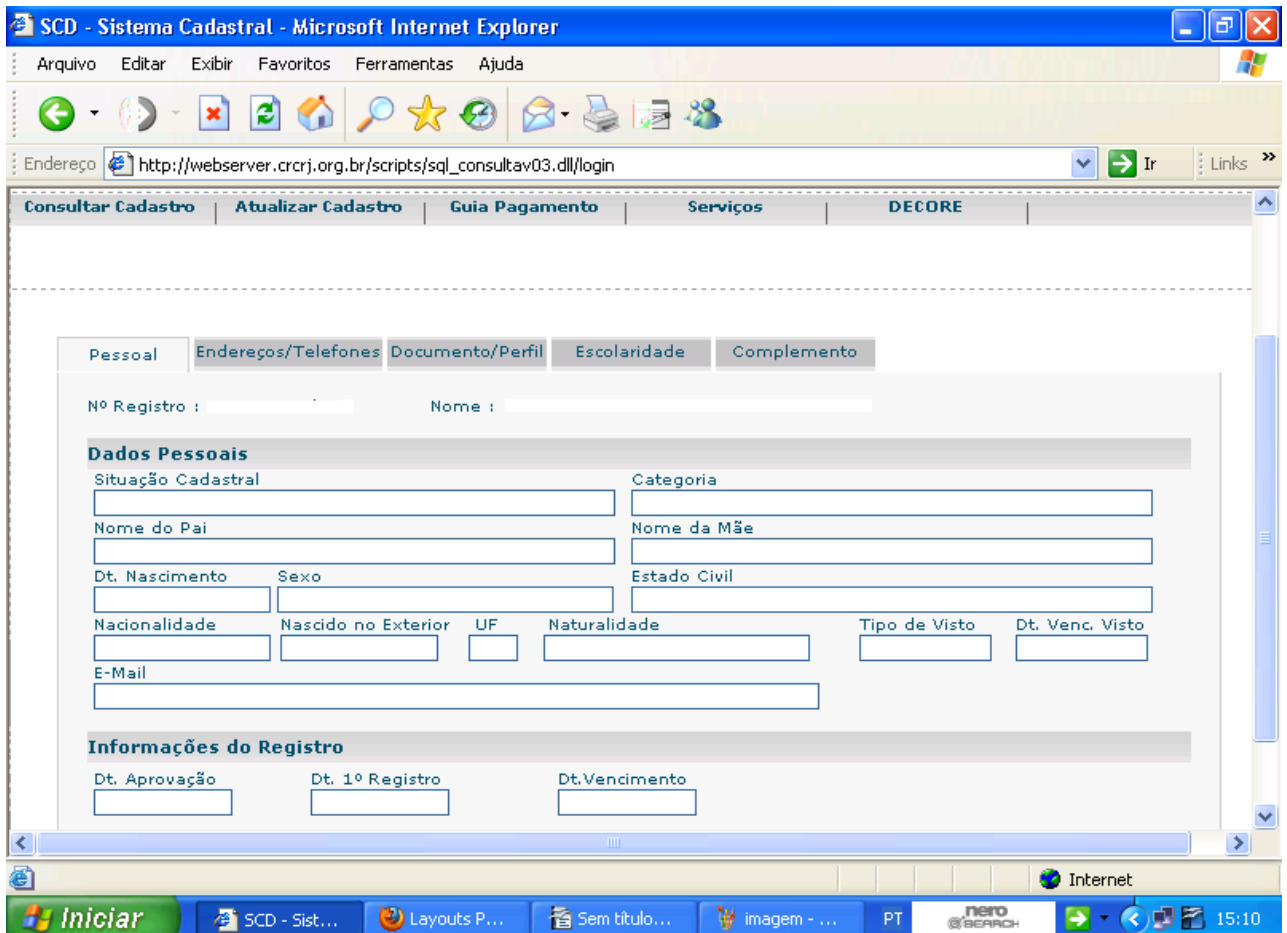 SCD - Sistema Cadastral - Microsoft Internet Explorer
Arquivo Editar Exibir Favoritos Ferramentas Ajuda
Endereço http://webserver.crcrj.org.br/scripts/sql_consultav03.dll/login Ir Links »
Consultar Cadastro | Atualizar Cadastro | Guia Pagamento | Serviços | DECORE |
Pessoal Endereços/Telefones Documento/Perfil Escolaridade Complemento
Nº Registro : Nome :
Dados Pessoais
Situação Cadastral Categoria
Nome do Pai Nome da Mãe
Dt. Nascimento Sexo Estado Civil
Nacionalidade Nascido no Exterior UF Naturalidade Tipo de Visto Dt. Venc. Visto
E-Mail
Informações do Registro
Dt. Aprovação Dt. 1º Registro Dt.Vencimento
Internet
Iniciar SCD - Sist... Layouts P... Sem título... imagem - ... PT nero SEARCH 15:10